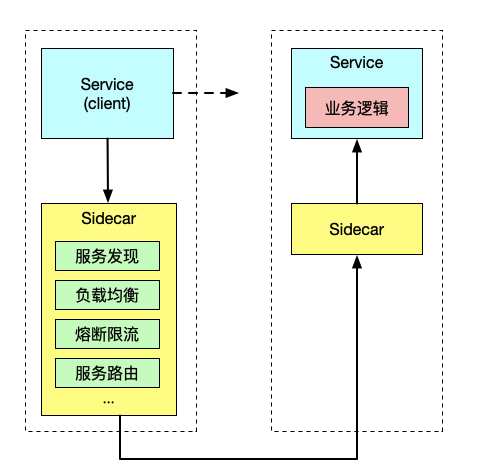 Service
(client)
Sidecar
服务发现
负载均衡
熔断限流
服务路由
...
Service
业务逻辑
Sidecar